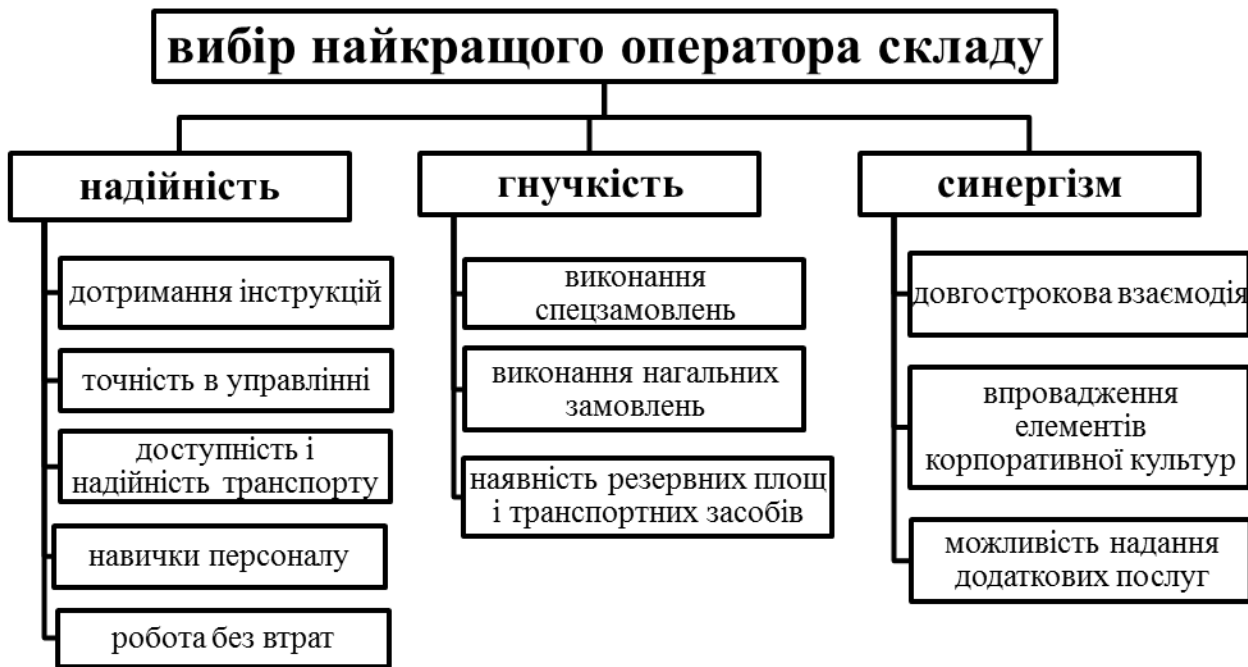 вибір найкращого оператора складу
надійність
дотримання інструкцій
точність в управлінні
доступність і
надійність транспорту
навички персоналу
робота без втрат
гнучкість
виконання
спецзамовлень
виконання нагальних
замовлень
наявність резервних площ
і транспортних засобів
синергізм
довгострокова взаємодія
впровадження
елементів
корпоративної культур
можливість надання
додаткових послуг